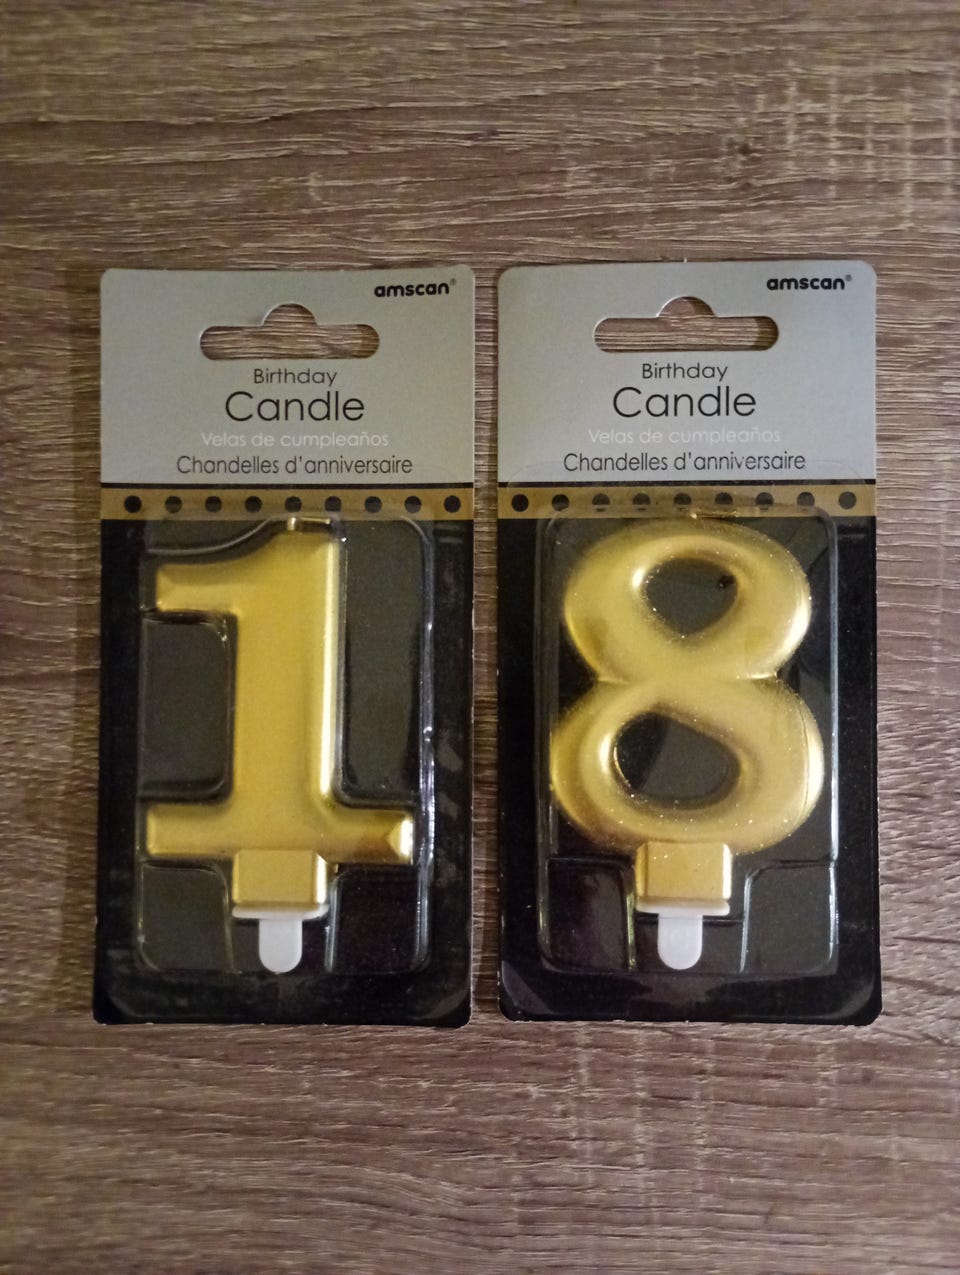 amscan®
Birthday
Candle
Velas de cumpleaños
Chandelles d'anniversaire
1
amscan®
Birthday
Candle
Velas de cumpleaños
Chandelles d'anniversaire
8